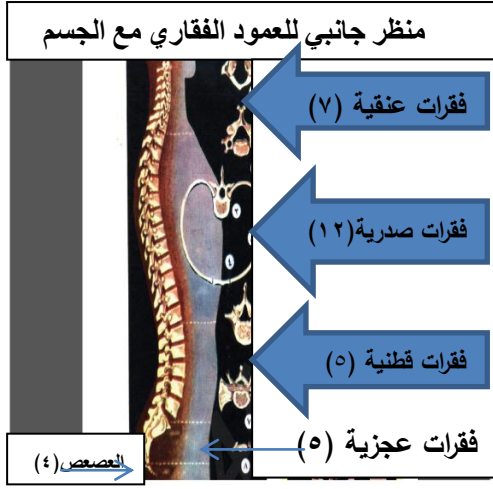 منظر جانبي للعمود الفقاري مع الجسم
فقرات عنقية (٧)
فقرات صدرية(١٢)
فقرات قطنية (٥)
فقرات عجزية (٥)
العصعص(٤)